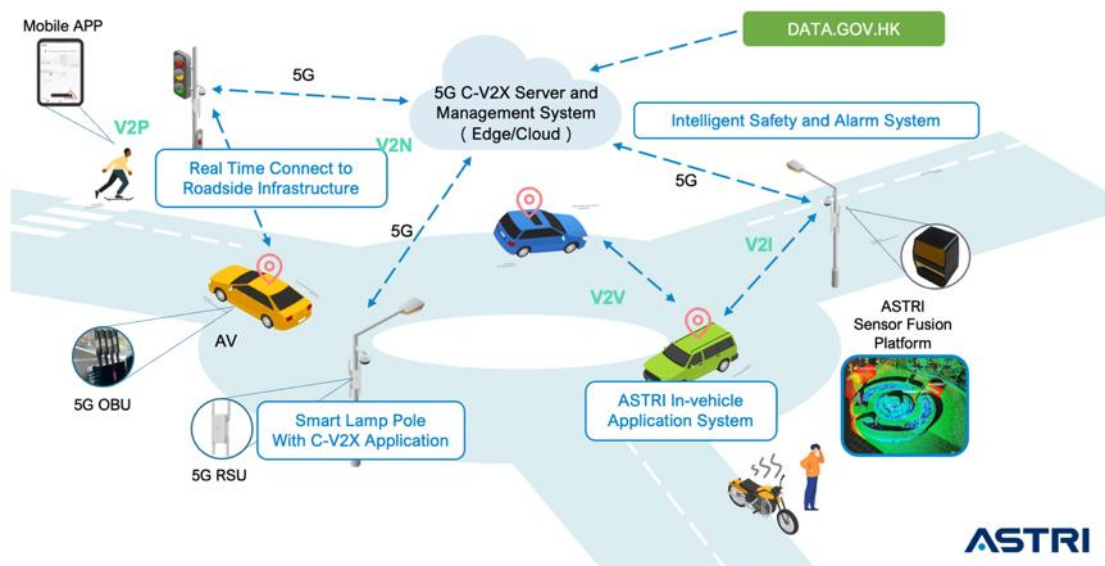 Mobile APP
DATA.GOV.HK
5G
5G C-V2X Server and
Management System
( Edge/Cloud )
V2P
V2N
Intelligent Safety and Alarm System
Real Time Connect to
Roadside Infrastructure
5G
5G
V2I
V2V
ASTRI
Sensor Fusion
Platform
AV
5G OBU
Smart Lamp Pole
With C-V2X Application
5G RSU
ASTRI In-vehicle
Application System
ASTRI